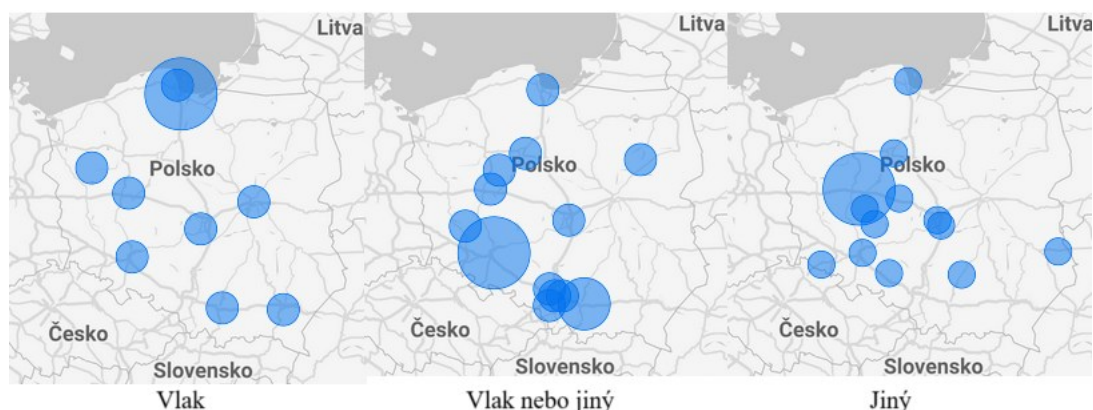 Litva
Polsko
Česko
Slovensko
Vlak
Litva
Polsko
Česko
Slovensko
Vlak nebo jiný
Litva
Polsko
Česko
Slovensko
Jiný